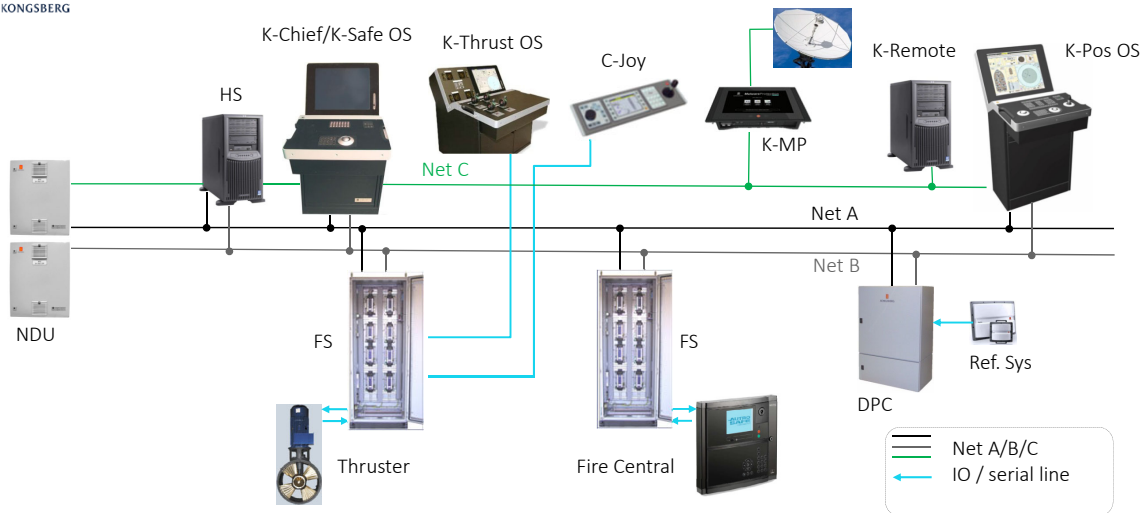 KONGSBERG
K-Chief/K-Safe OS
K-Thrust OS
C-Joy
K-Remote
K-Pos OS
HS
K-MP
Net C
Net A
Net B
NDU
FS
FS
Ref. Sys
DPC
Thruster
Fire Central
Net A/B/C
IO / serial line